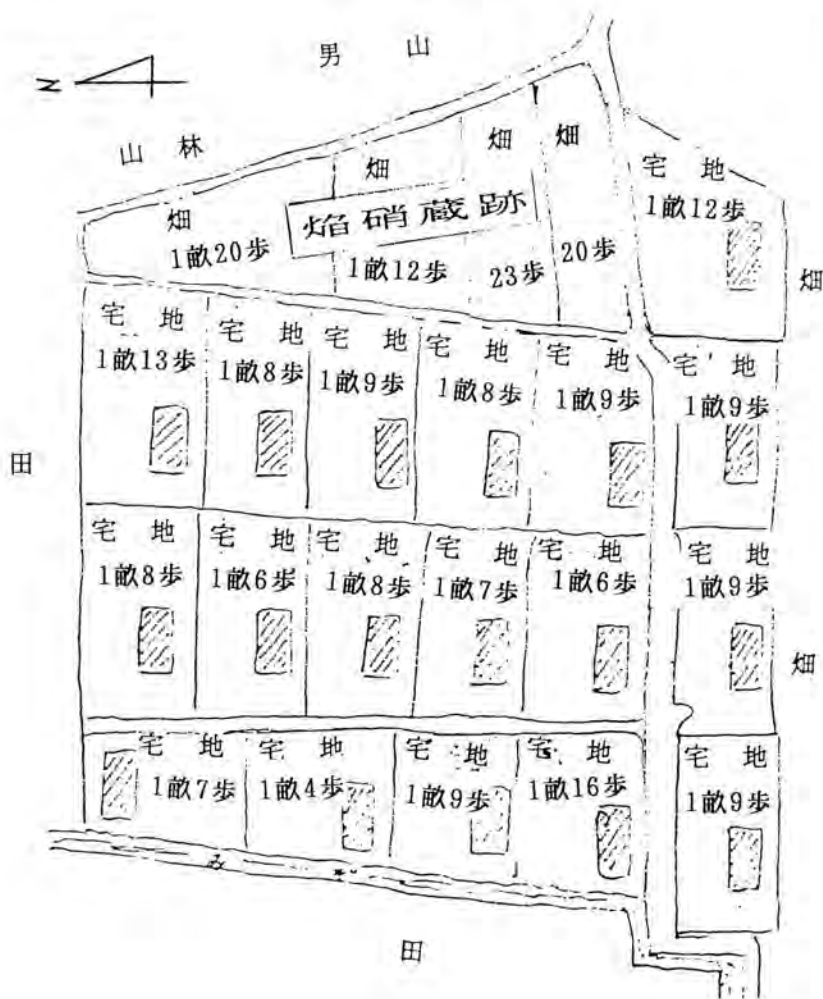 男 山
N
山 林
畑
畑
畑
畑
焔硝蔵跡
1畝20歩
1畝12歩
23歩
20歩
宅 地
1畝12歩
畑
宅 地
1畝13歩
宅 地
1畝8歩
宅 地
1畝9歩
宅 地
1畝8歩
宅 地
1畝9歩
宅 地
1畝9歩
田
宅 地
1畝8歩
宅 地
1畝6歩
宅 地
1畝8歩
宅 地
1畝7歩
宅 地
1畝6歩
宅 地
1畝9歩
畑
宅 地
1畝7歩
宅 地
1畝4歩
宅 地
1畝9歩
宅 地
1畝16歩
宅 地
1畝9歩
み
田